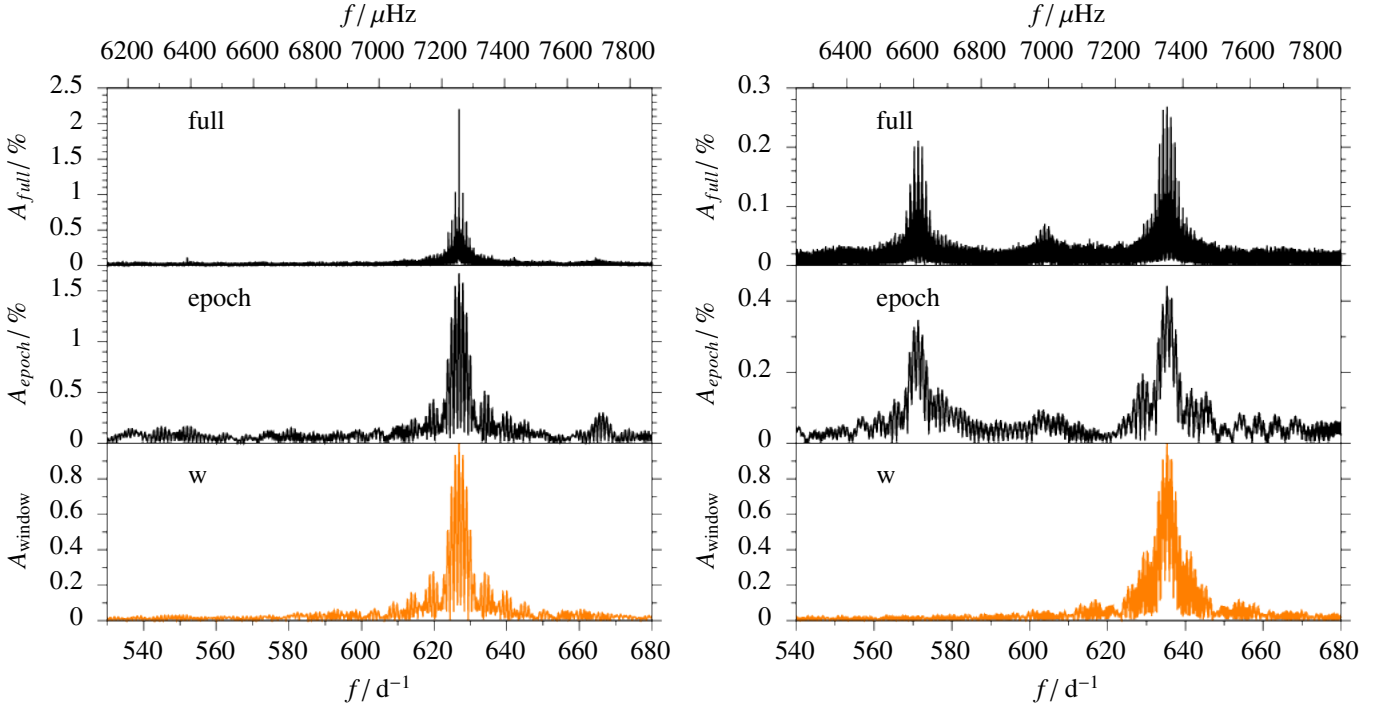 f / μHz
6200 6400 6600 6800 7000 7200 7400 7600 7800
2.5
2
1.5
1
0.5
0
A_full / %
full
1.5
1
0.5
0
A_epoch / %
epoch
0.8
0.6
0.4
0.2
0
A_window
w
540 560 580 600 620 640 660 680
f / d⁻¹
f / μHz
6400 6600 6800 7000 7200 7400 7600 7800
0.3
0.2
0.1
0
A_full / %
full
0.4
0.2
0
A_epoch / %
epoch
0.8
0.6
0.4
0.2
0
A_window
w
540 560 580 600 620 640 660 680
f / d⁻¹